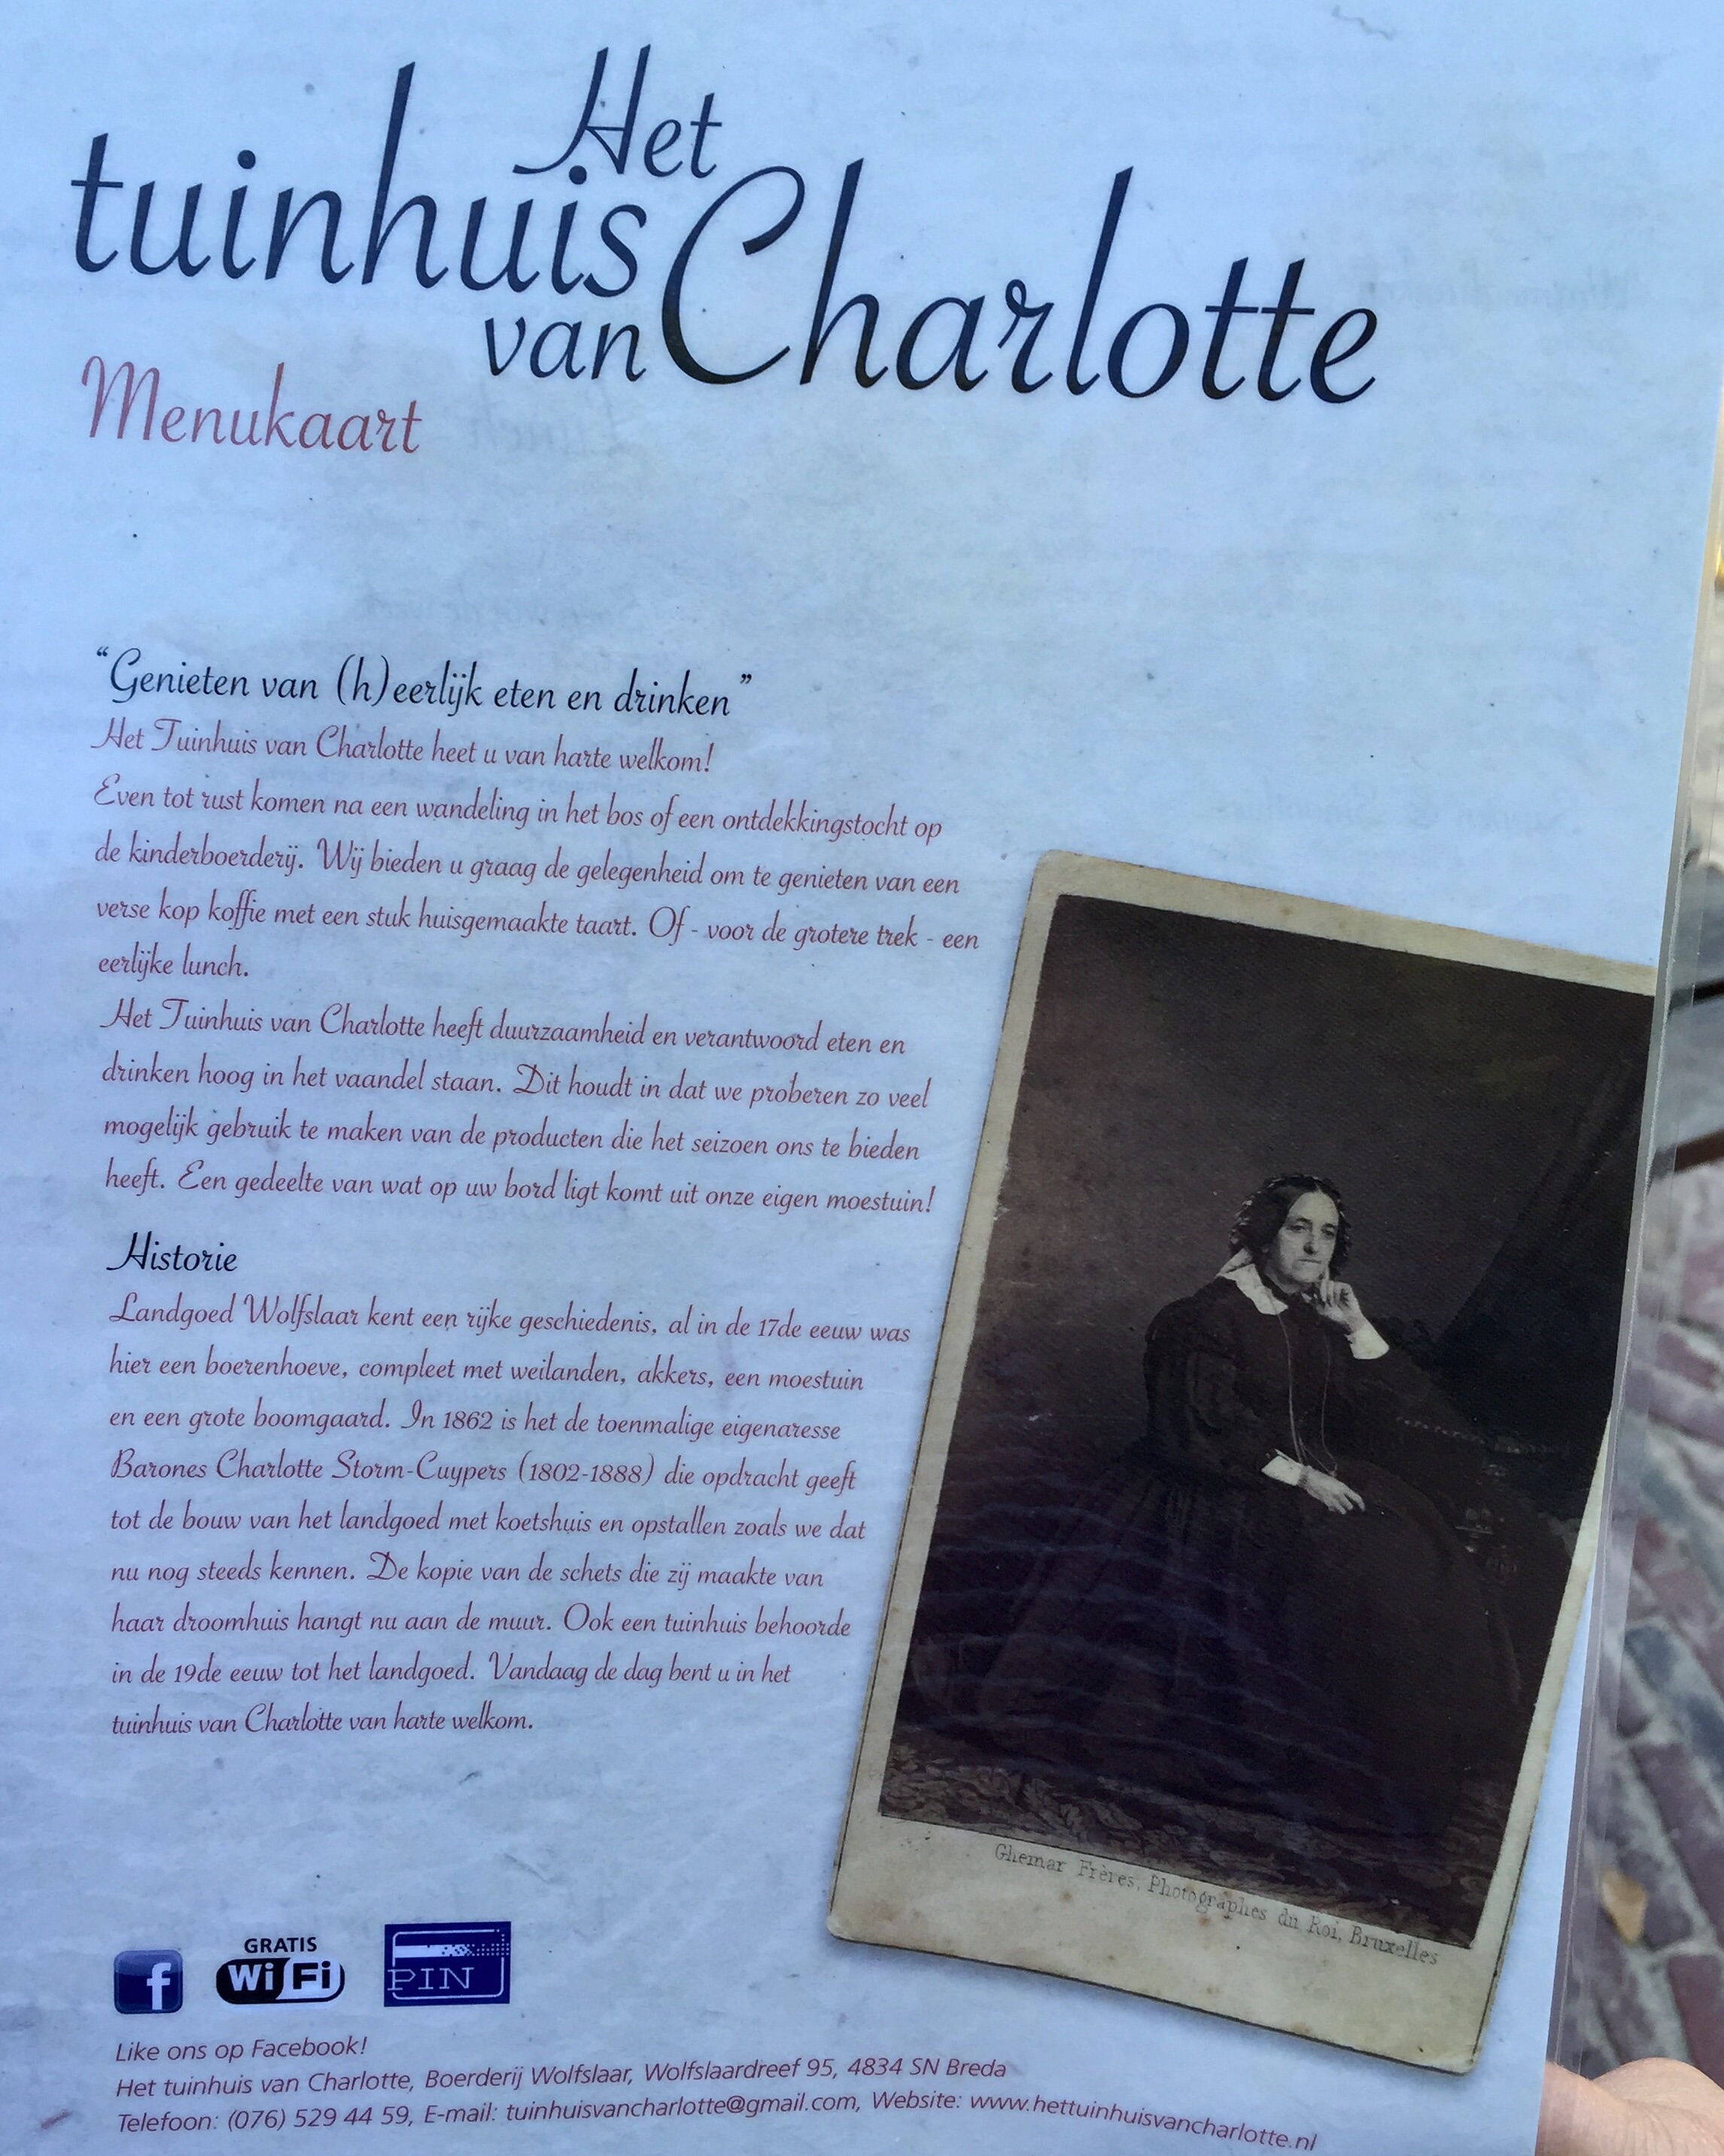 Het
tuinhuis
van Charlotte
Menukaart
“Genieten van (h)eerlijk eten en drinken”
Het Tuinhuis van Charlotte heet u van harte welkom!
Even tot rust komen na een wandeling in het bos of een ontdekkingstocht op
de kinderboerderij. Wij bieden u graag de gelegenheid om te genieten van een
verse kop koffie met een stuk huisgemaakte taart. Of - voor de grotere trek - een
eerlijke lunch.
Het Tuinhuis van Charlotte heeft duurzaamheid en verantwoord eten en
drinken hoog in het vaandel staan. Dit houdt in dat we proberen zo veel
mogelijk gebruik te maken van de producten die het seizoen ons te bieden
heeft. Een gedeelte van wat op uw bord ligt komt uit onze eigen moestuin!
Historie
Landgoed Wolfslaar kent een rijke geschiedenis, al in de 17de eeuw was
hier een boerenhoeve, compleet met weilanden, akkers, een moestuin
en een grote boomgaard. In 1862 is het de toenmalige eigenaresse
Barones Charlotte Storm-Cuypers (1802-1888) die opdracht geeft
tot de bouw van het landgoed met koetshuis en opstallen zoals we dat
nu nog steeds kennen. De kopie van de schets die zij maakte van
haar droomhuis hangt nu aan de muur. Ook een tuinhuis behoorde
in de 19de eeuw tot het landgoed. Vandaag de dag bent u in het
tuinhuis van Charlotte van harte welkom.
Ghemar Frères, Photographes du Roi, Bruxelles
f
GRATIS
WiFi
PIN
Like ons op Facebook!
Het tuinhuis van Charlotte, Boerderij Wolfslaar, Wolfslaardreef 95, 4834 SN Breda
Telefoon: (076) 529 44 59, E-mail: tuinhuisvancharlotte@gmail.com, Website: www.hettuinhuisvancharlotte.nl